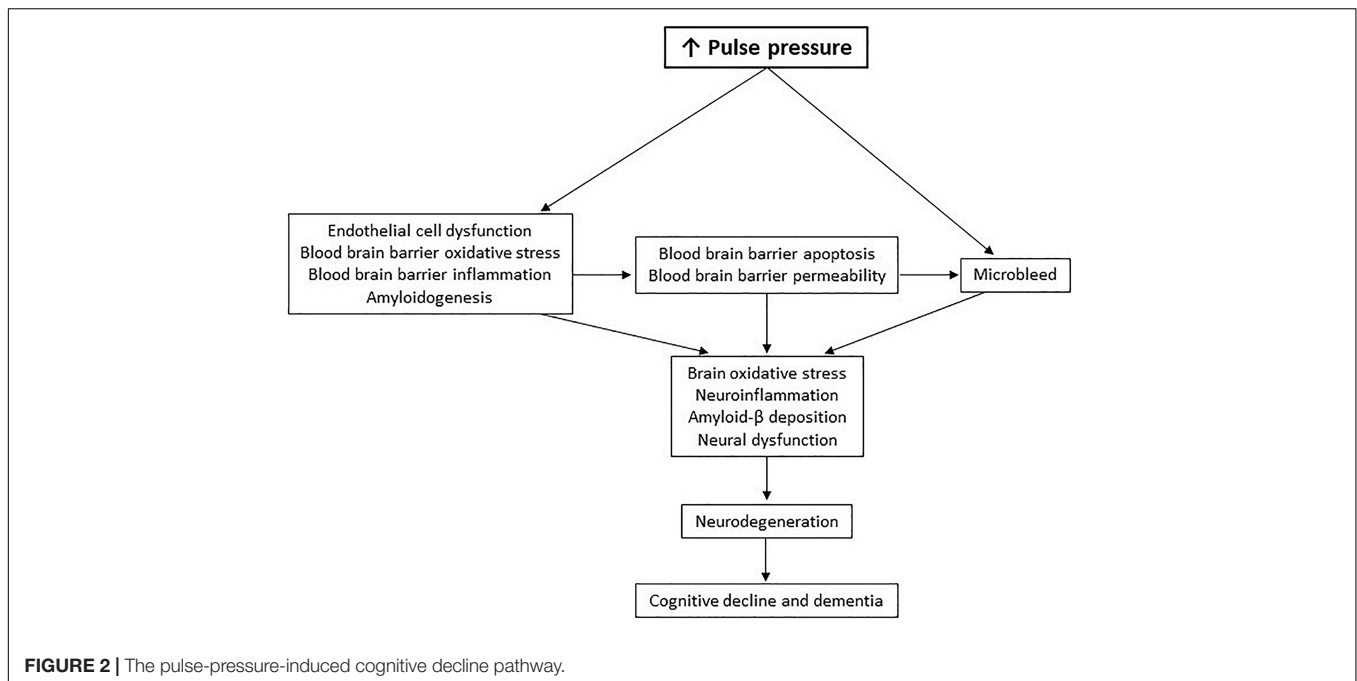 ↑ Pulse pressure
Endothelial cell dysfunction
Blood brain barrier oxidative stress
Blood brain barrier inflammation
Amyloidogenesis
Blood brain barrier apoptosis
Blood brain barrier permeability
Microbleed
Brain oxidative stress
Neuroinflammation
Amyloid-β deposition
Neural dysfunction
Neurodegeneration
Cognitive decline and dementia
FIGURE 2 | The pulse-pressure-induced cognitive decline pathway.